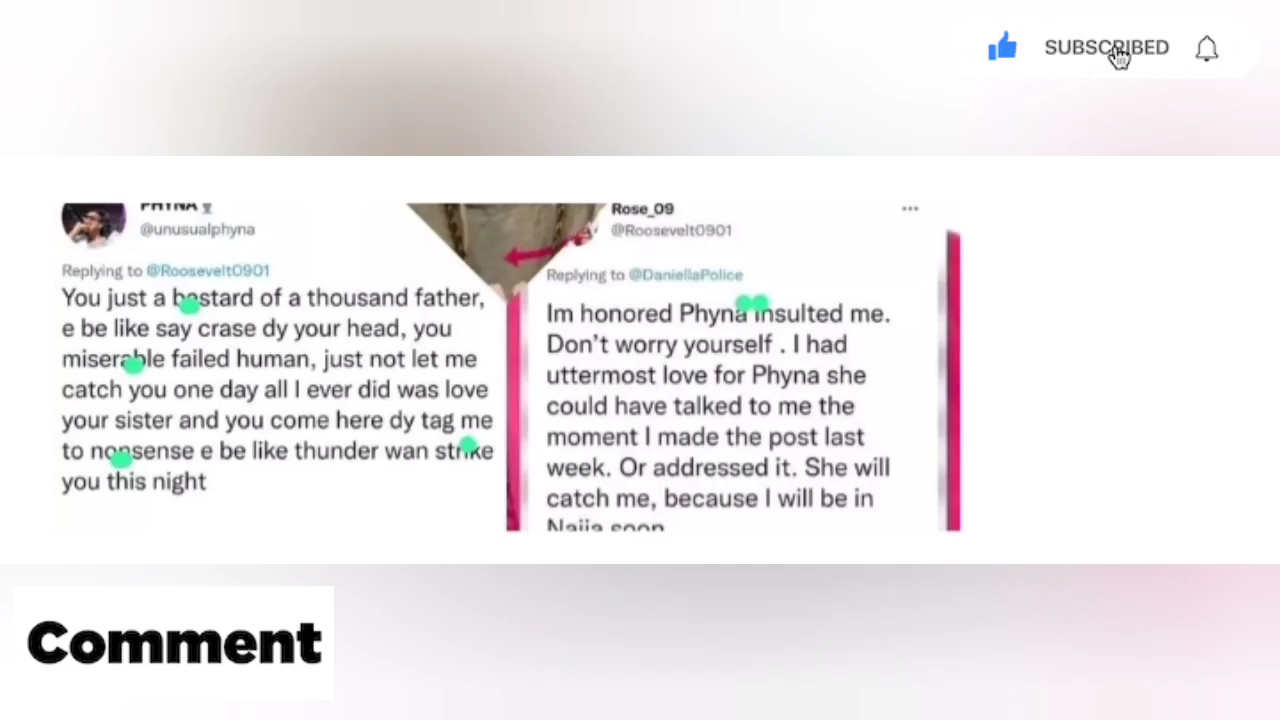 SUBSCRIBED
PHYNA
@unusualphyna
Replying to @Roosevelt0901
You just a bastard of a thousand father,
e be like say crase dy your head, you
miserable failed human, just not let me
catch you one day all I ever did was love
your sister and you come here dy tag me
to nonsense e be like thunder wan strike
you this night
Rose_09
@Roosevelt0901
Replying to @DaniellaPolice
Im honored Phyna insulted me.
Don't worry yourself . I had
uttermost love for Phyna she
could have talked to me the
moment I made the post last
week. Or addressed it. She will
catch me, because I will be in
Naija soon
Comment